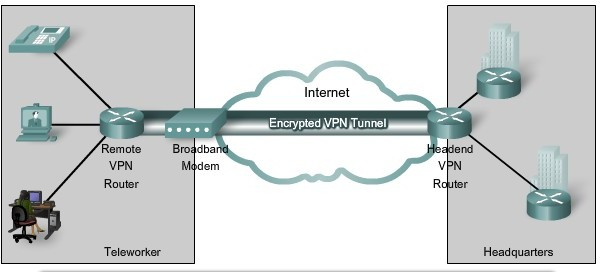 Internet
Encrypted VPN Tunnel
Remote
VPN
Router
Broadband
Modem
Headend
VPN
Router
Teleworker
Headquarters